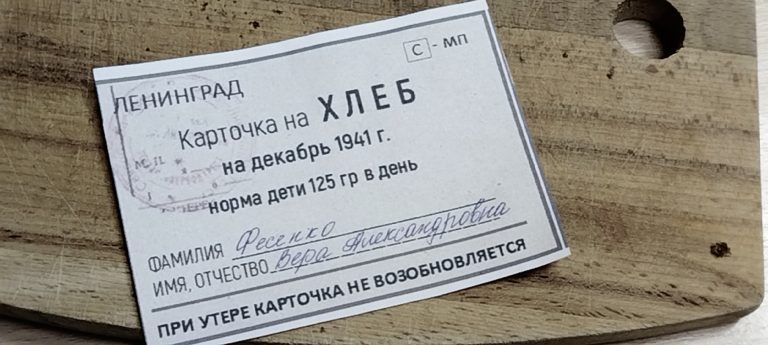 С - МП
ЛЕНИНГРАД
Карточка на ХЛЕБ
на декабрь 1941 г.
М. П.
норма дети 125 гр в день
ФАМИЛИЯ Фесенко
ИМЯ, ОТЧЕСТВО Вера Александровна
ПРИ УТЕРЕ КАРТОЧКА НЕ ВОЗОБНОВЛЯЕТСЯ